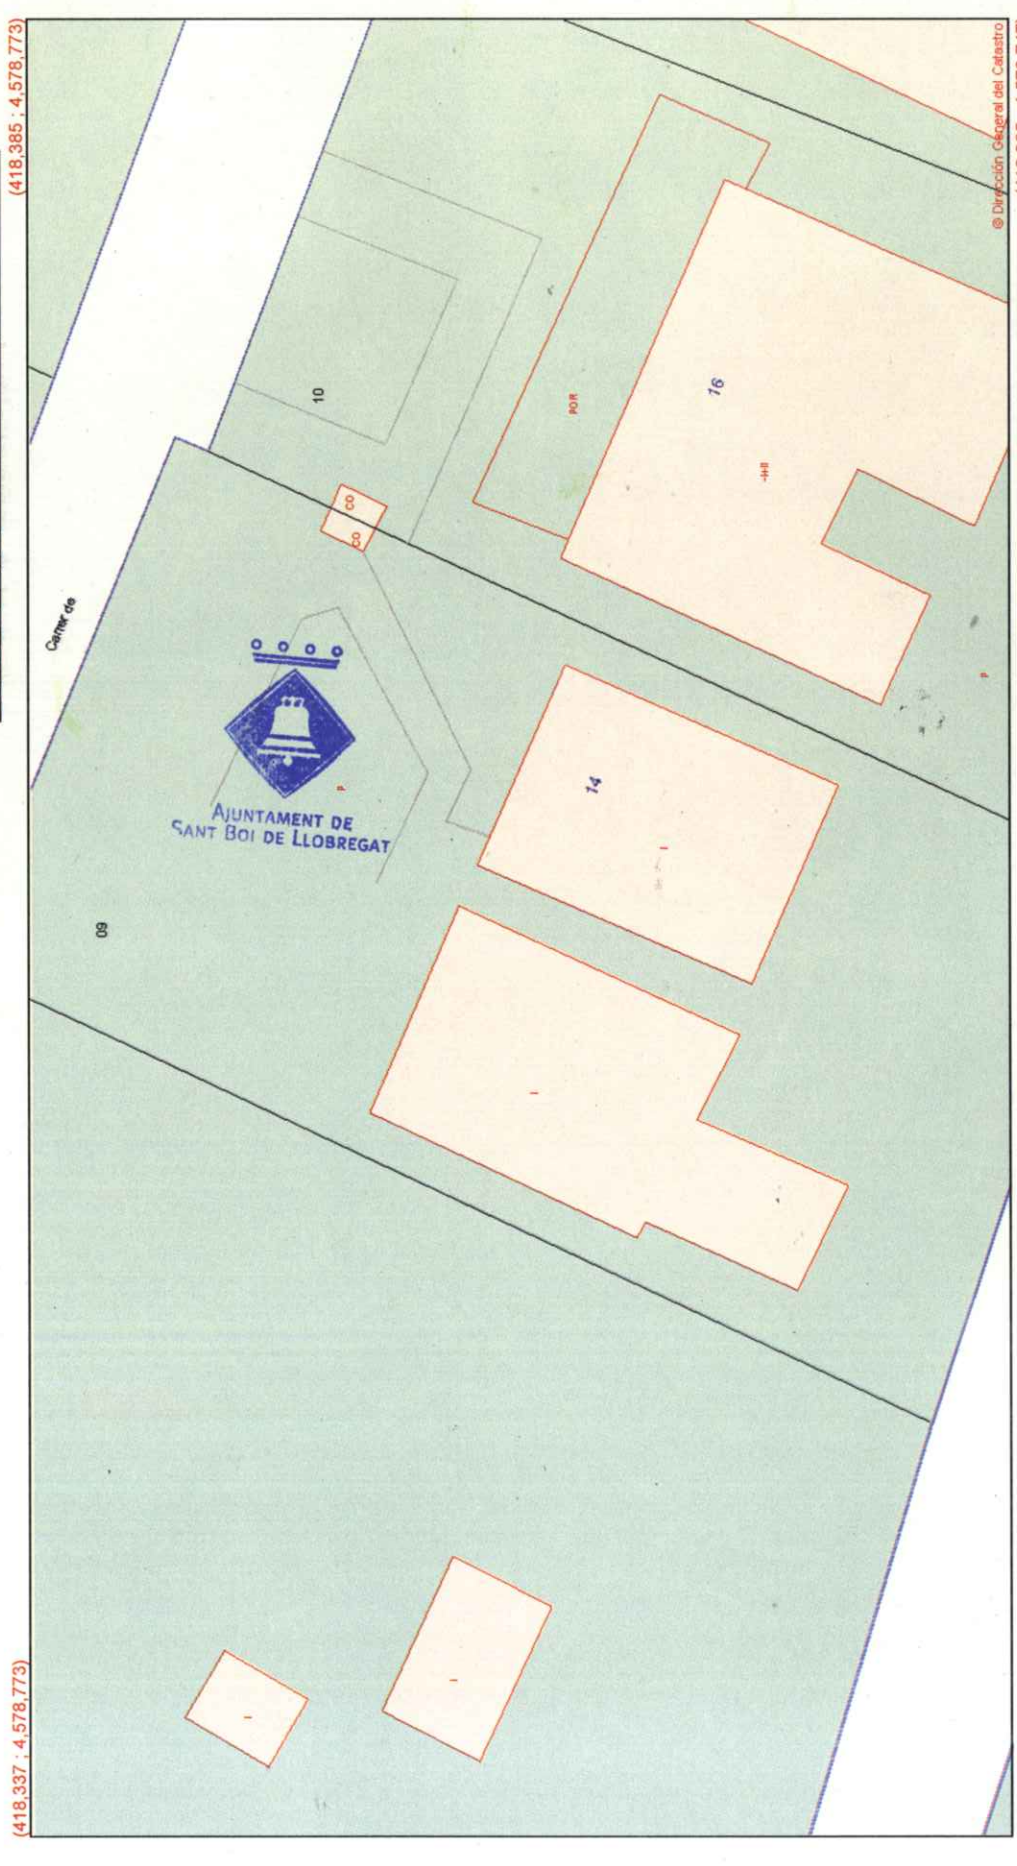 (418,337 ; 4,578,773)
(418,385 ; 4,578,773)
Carrer de
09
10
CO
CO
P
AJUNTAMENT DE
SANT BOI DE LLOBREGAT
POR
14
16
I
I
-I+II
P
I
I
© Dirección General del Catastro